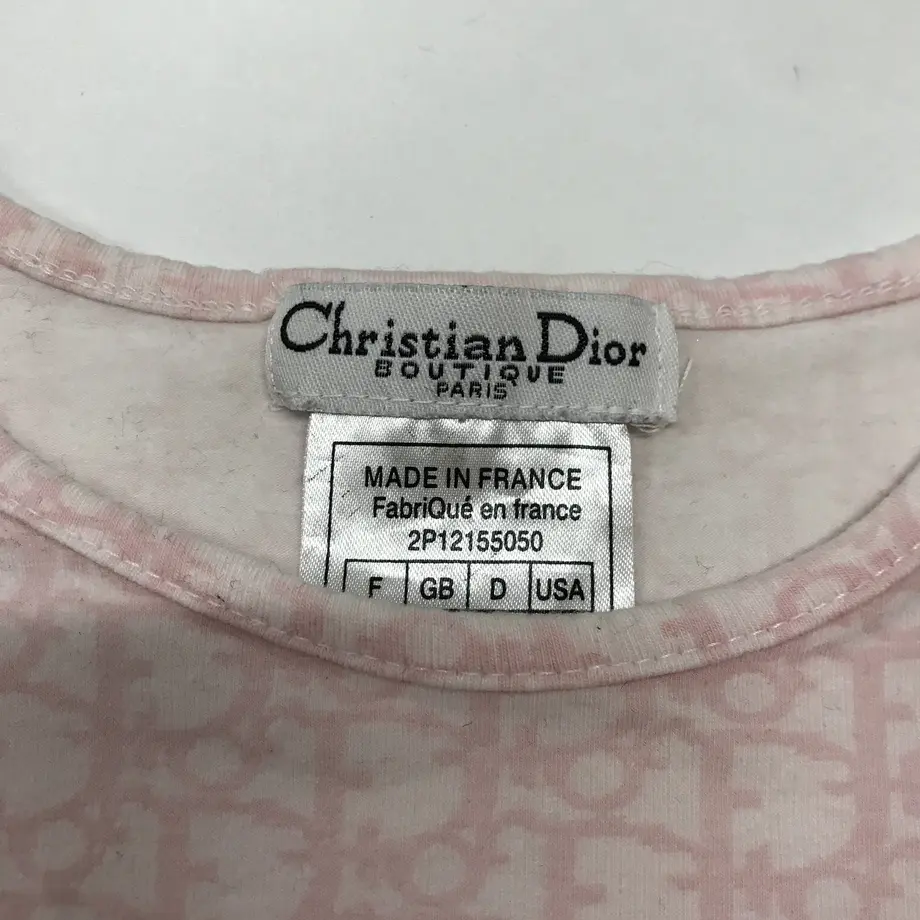 Christian Dior
BOUTIQUE
PARIS
MADE IN FRANCE
FabriQué en france
2P12155050
F GB D USA